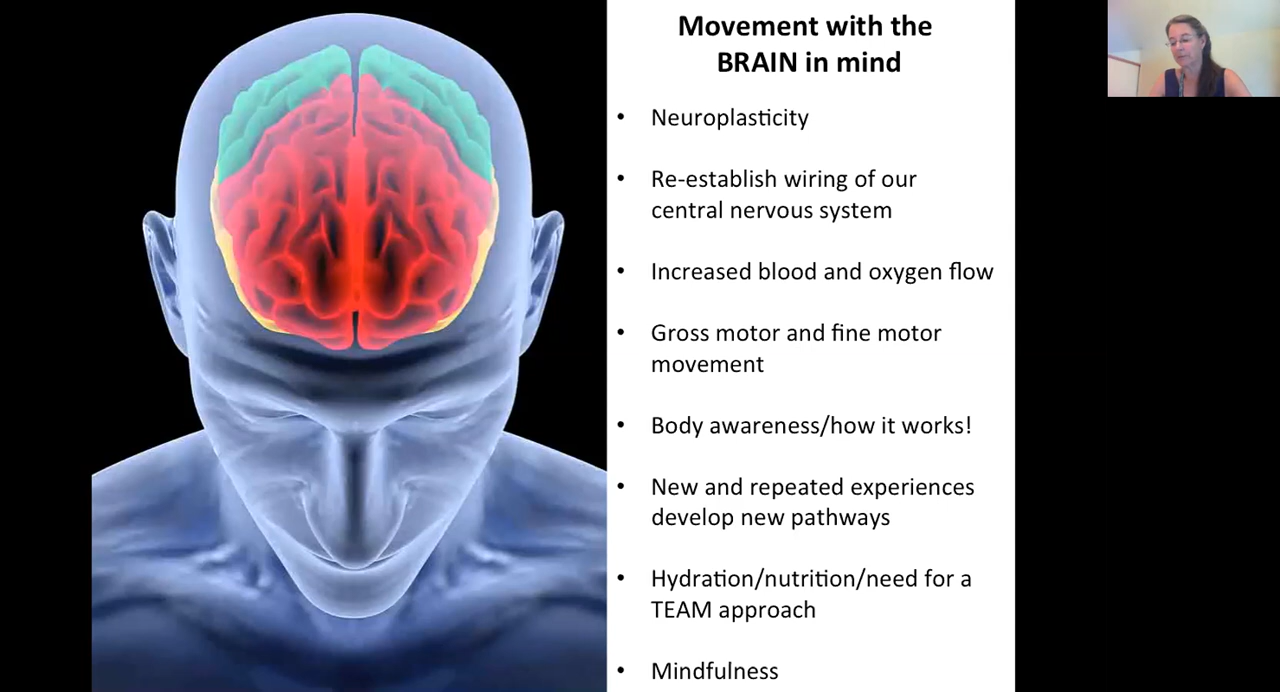 Movement with the
BRAIN in mind
• Neuroplasticity
• Re-establish wiring of our
central nervous system
• Increased blood and oxygen flow
• Gross motor and fine motor
movement
• Body awareness/how it works!
• New and repeated experiences
develop new pathways
• Hydration/nutrition/need for a
TEAM approach
• Mindfulness